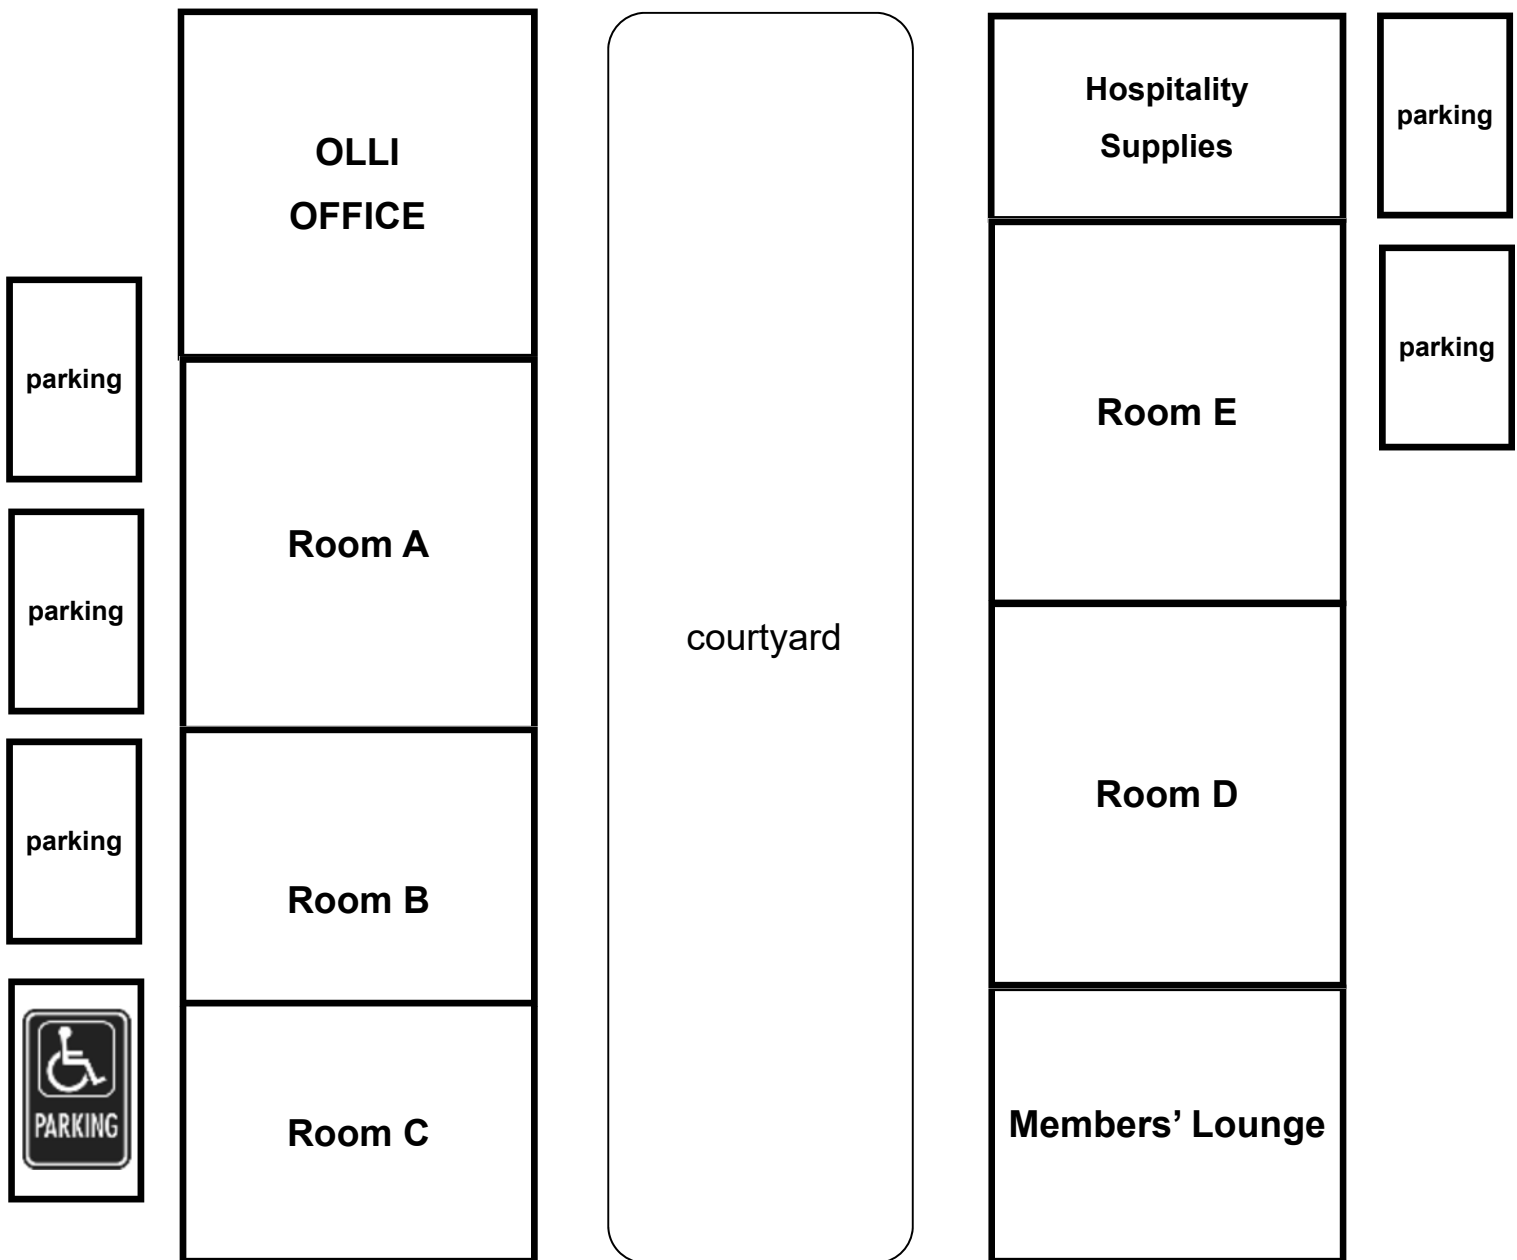 OLLI
OFFICE
Hospitality
Supplies
parking
parking
parking
Room E
Room A
parking
courtyard
Room D
parking
Room B
PARKING
Room C
Members’ Lounge